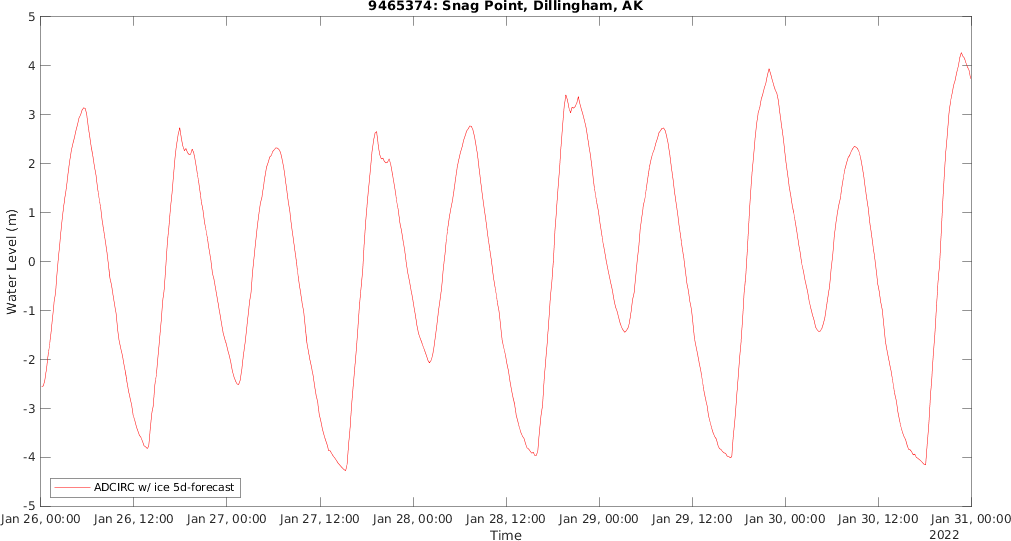 9465374: Snag Point, Dillingham, AK
5
4
3
2
1
0
-1
-2
-3
-4
-5
Water Level (m)
ADCIRC w/ ice 5d-forecast
Jan 26, 00:00 Jan 26, 12:00 Jan 27, 00:00 Jan 27, 12:00 Jan 28, 00:00 Jan 28, 12:00 Jan 29, 00:00 Jan 29, 12:00 Jan 30, 00:00 Jan 30, 12:00 Jan 31, 00:00
Time
2022